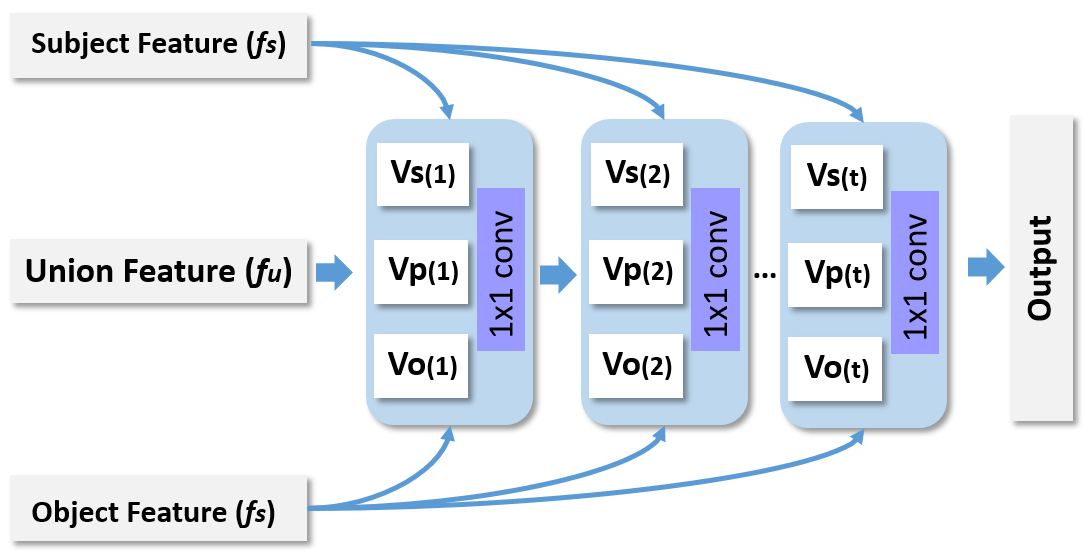 Subject Feature (fs)
Vs(1)
Vp(1)
Vo(1)
1x1 conv
Vs(2)
Vp(2)
Vo(2)
1x1 conv
...
Vs(t)
Vp(t)
Vo(t)
1x1 conv
Union Feature (fu)
Output
Object Feature (fs)